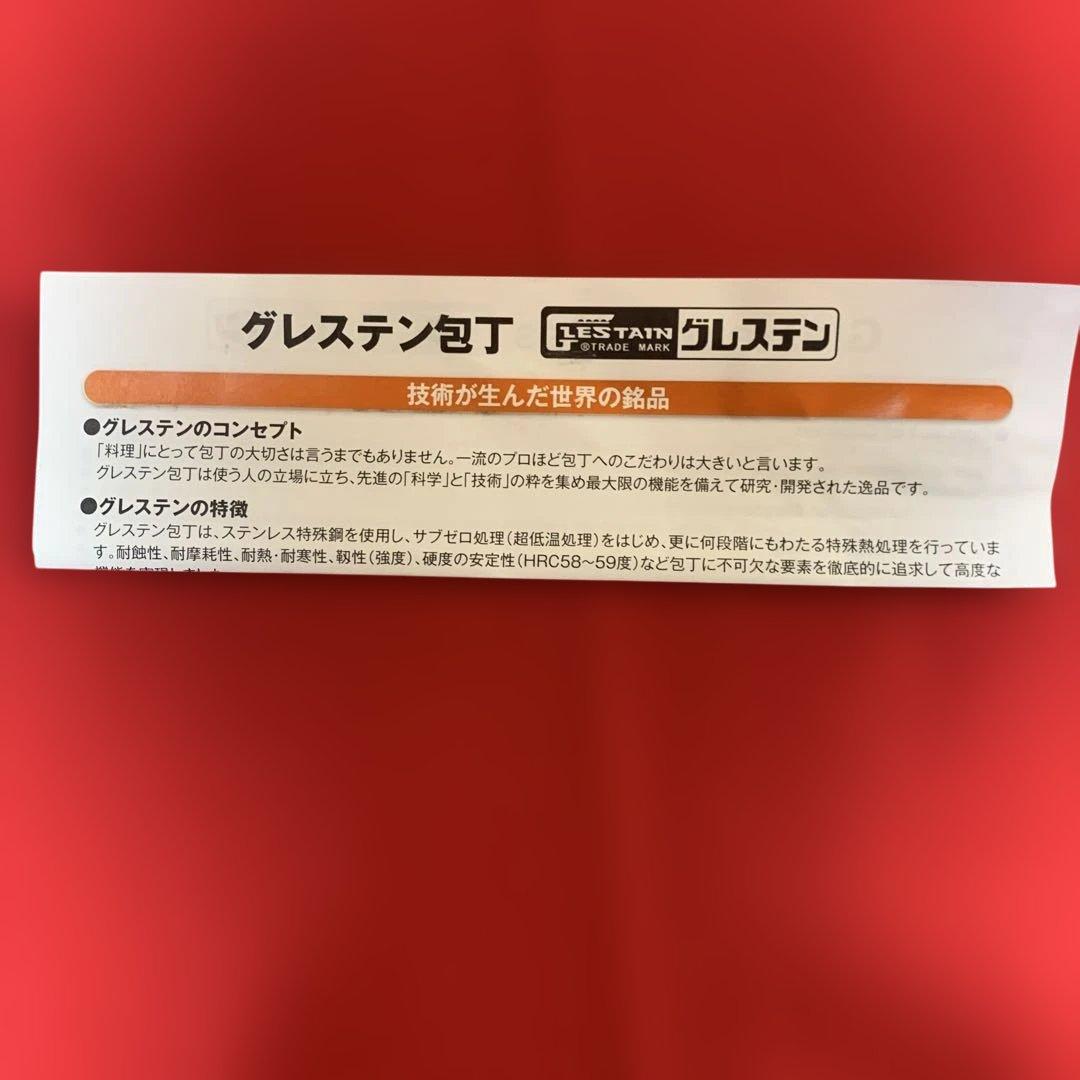 グレステン包丁 GLESTAIN ®TRADE MARK グレステン
技術が生んだ世界の銘品
●グレステンのコンセプト
「料理」にとって包丁の大切さは言うまでもありません。一流のプロほど包丁へのこだわりは大きいと言います。
グレステン包丁は使う人の立場に立ち、先進の「科学」と「技術」の粋を集め最大限の機能を備えて研究・開発された逸品です。
●グレステンの特徴
グレステン包丁は、ステンレス特殊鋼を使用し、サブゼロ処理(超低温処理)をはじめ、更に何段階にもわたる特殊熱処理を行っていま
す。耐蝕性、耐摩耗性、耐熱・耐寒性、靱性(強度)、硬度の安定性(HRC58～59度)など包丁に不可欠な要素を徹底的に追求して高度な